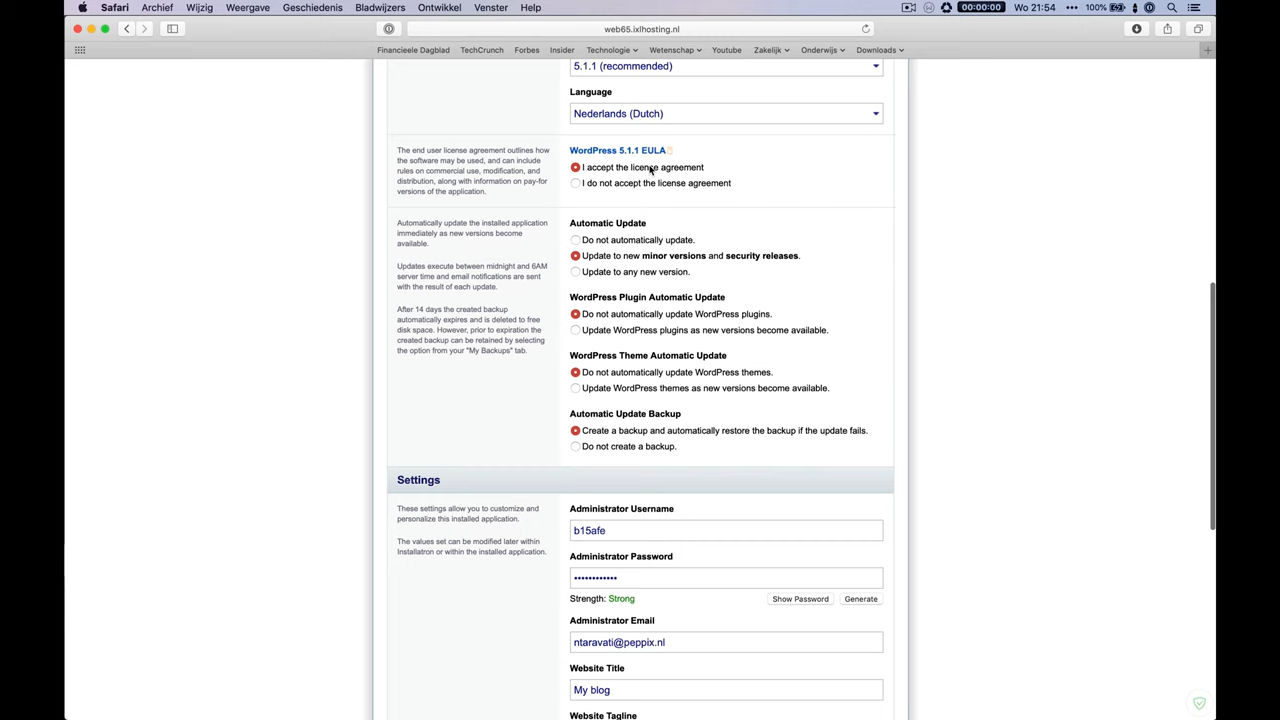 Safari Archief Wijzig Weergave Geschiedenis Bladwijzers Ontwikkel Venster Help 00:00:00 100% Wo 21:54
web65.ixlhosting.nl
Financieele Dagblad TechCrunch Forbes Insider Technologie Wetenschap Youtube Zakelijk Onderwijs Downloads
5.1.1 (recommended)
Language
Nederlands (Dutch)
The end user license agreement outlines how
the software may be used, and can include
rules on commercial use, modification, and
distribution, along with information on pay-for
versions of the application.
WordPress 5.1.1 EULA
I accept the license agreement
I do not accept the license agreement
Automatically update the installed application
immediately as new versions become
available.
Updates execute between midnight and 6AM
server time and email notifications are sent
with the result of each update.
After 14 days the created backup
automatically expires and is deleted to free
disk space. However, prior to expiration the
created backup can be retained by selecting
the option from your "My Backups" tab.
Automatic Update
Do not automatically update.
Update to new minor versions and security releases.
Update to any new version.
WordPress Plugin Automatic Update
Do not automatically update WordPress plugins.
Update WordPress plugins as new versions become available.
WordPress Theme Automatic Update
Do not automatically update WordPress themes.
Update WordPress themes as new versions become available.
Automatic Update Backup
Create a backup and automatically restore the backup if the update fails.
Do not create a backup.
Settings
These settings allow you to customize and
personalize this installed application.
The values set can be modified later within
Installatron or within the installed application.
Administrator Username
b15afe
Administrator Password
••••••••••••
Strength: Strong Show Password Generate
Administrator Email
ntaravati@peppix.nl
Website Title
My blog
Website Tagline